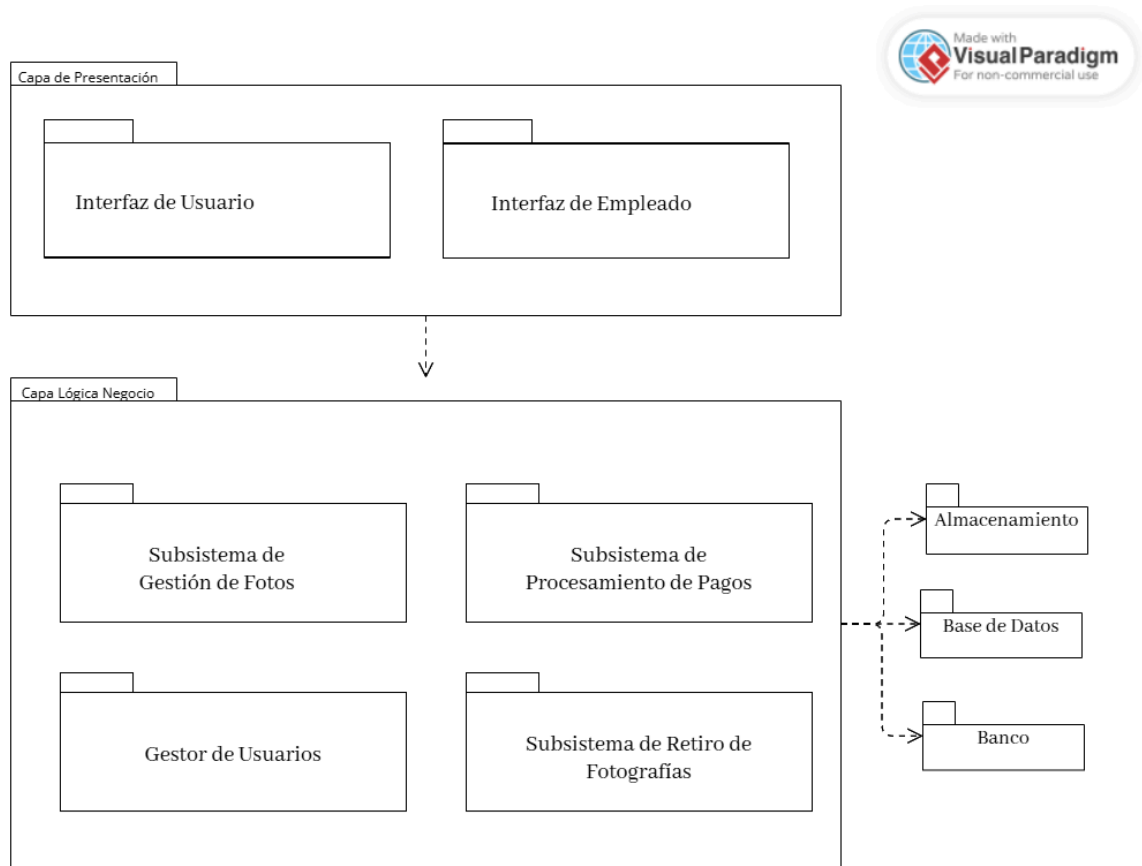 Made with
Visual Paradigm
For non-commercial use
Capa de Presentación
Interfaz de Usuario
Interfaz de Empleado
Capa Lógica Negocio
Subsistema de
Gestión de Fotos
Subsistema de
Procesamiento de Pagos
Gestor de Usuarios
Subsistema de Retiro de
Fotografías
Almacenamiento
Base de Datos
Banco